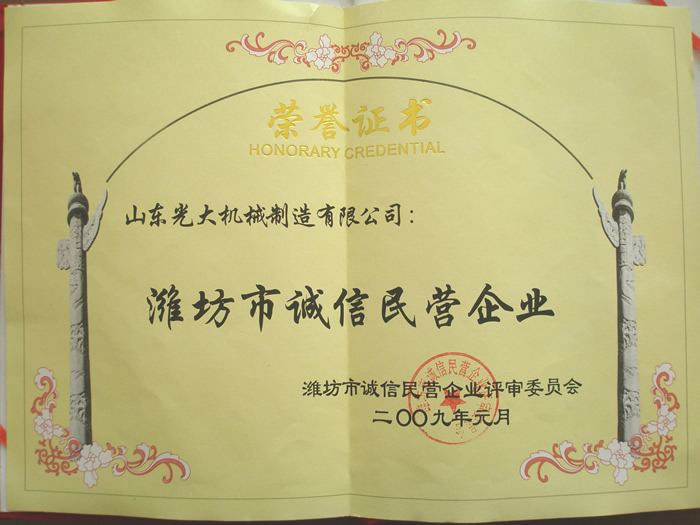 荣誉证书
HONORARY CREDENTIAL
山东光大机械制造有限公司：
潍坊市诚信民营企业
潍坊市诚信民营企业评审委员会
二〇〇九年元月